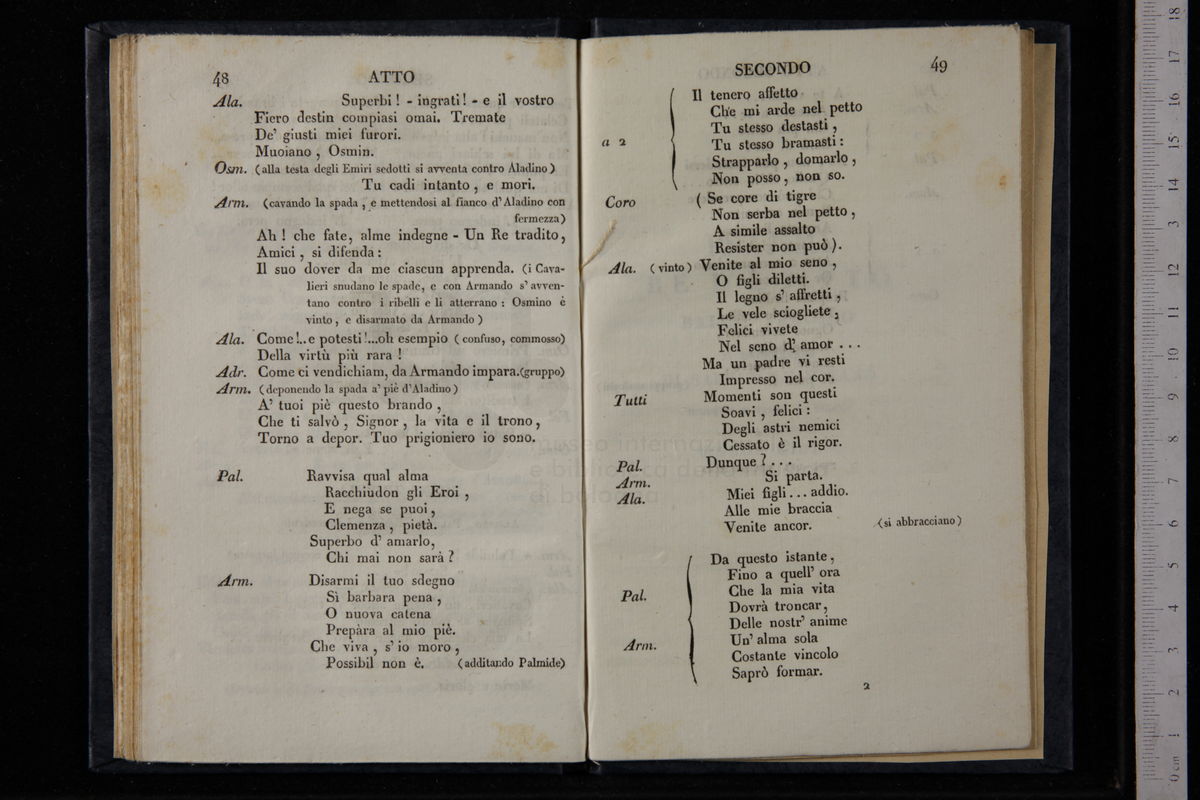 48 ATTO
Ala. Superbi ! - ingrati ! - e il vostro
Fiero destin compiasi omai. Tremate
De' giusti miei furori.
Muoiano , Osmin.
Osm. (alla testa degli Emiri sedotti si avventa contro Aladino)
Tu cadi intanto , e mori.
Arm. (cavando la spada , e mettendosi al fianco d' Aladino con
fermezza)
Ah ! che fate, alme indegne - Un Re tradito,
Amici , si difenda :
Il suo dover da me ciascun apprenda. (i Cava-
lieri snudano le spade, e con Armando s' avven-
tano contro i ribelli e li atterrano : Osmino è
vinto , e disarmato da Armando )
Ala. Come !.. e potesti !...oh esempio ( confuso, commosso)
Della virtù più rara !
Adr. Come ci vendichiam, da Armando impara.(gruppo)
Arm. ( deponendo la spada a' piè d'Aladino )
A' tuoi piè questo brando ,
Che ti salvò , Signor , la vita e il trono,
Torno a depor. Tuo prigioniero io sono.
Pal. Ravvisa qual alma
Racchiudon gli Eroi ,
E nega se puoi,
Clemenza , pietà.
Superbo d' amarlo,
Chi mai non sarà ?
Arm. Disarmi il tuo sdegno
Sì barbara pena ,
O nuova catena
Prepàra al mio piè.
Che viva , s' io moro ,
Possibil non è. (additando Palmide)
SECONDO 49
Il tenero affetto
Che mi arde nel petto
Tu stesso destasti ,
a 2 Tu stesso bramasti :
Strapparlo , domarlo ,
Non posso, non so.
Coro ( Se core di tigre
Non serba nel petto ,
A simile assalto
Resister non può ).
Ala. ( vinto ) Venite al mio seno ,
O figli diletti.
Il legno s' affretti ,
Le vele sciogliete ;
Felici vivete
Nel seno d' amor . . .
Ma un padre vi resti
Impresso nel cor.
Tutti Momenti son questi
Soavi , felici :
Degli astri nemici
Cessato è il rigor.
Pal. Dunque ? . . .
Arm. Si parta.
Ala. Miei figli . . . addio.
Alle mie braccia
Venite ancor. (si abbracciano)
Da questo istante,
Fino a quell' ora
Pal. Che la mia vita
Dovrà troncar,
Delle nostr' anime
Arm. Un' alma sola
Costante vincolo
Saprò formar.
2